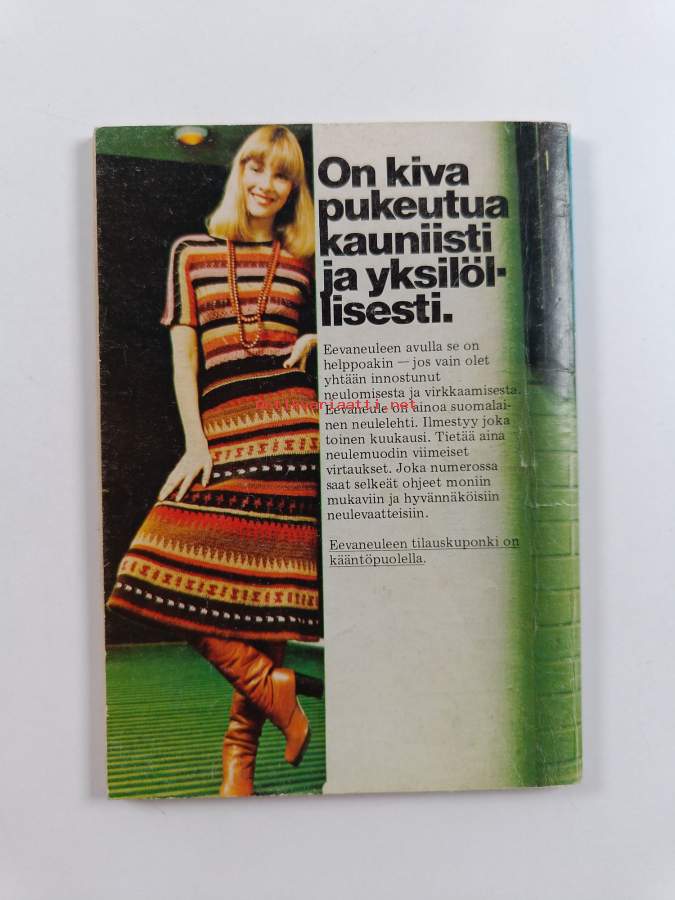 On kiva
pukeutua
kauniisti
ja yksilöl-
lisesti.
Eevaneuleen avulla se on
helppoakin — jos vain olet
yhtään innostunut
neulomisesta ja virkkaamisesta.
Eevaneule on ainoa suomalai-
nen neulelehti. Ilmestyy joka
toinen kuukausi. Tietää aina
neulemuodin viimeiset
virtaukset. Joka numerossa
saat selkeät ohjeet moniin
mukaviin ja hyvännäköisiin
neulevaatteisiin.
Eevaneuleen tilauskuponki on
kääntöpuolella.